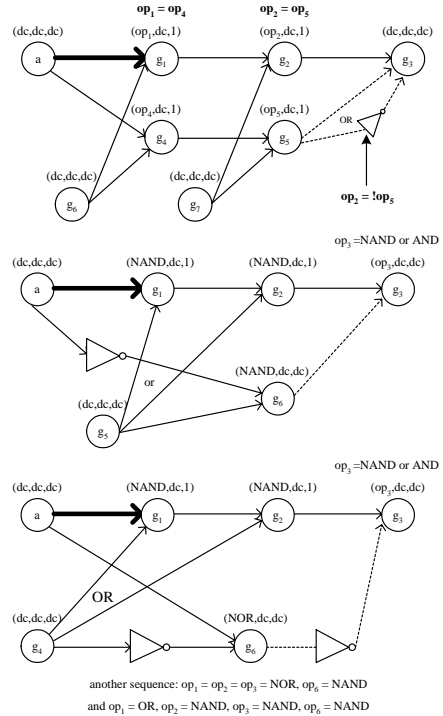 op1 = op4 op2 = op5
(dc,dc,dc) (op1,dc,1) (op2,dc,1) (dc,dc,dc)
a g1 g2 g3
(op4,dc,1) (op5,dc,1)
OR
g4 g5
(dc,dc,dc) (dc,dc,dc)
g6 g7
op2 = !op5
op3 =NAND or AND
(dc,dc,dc) (NAND,dc,1) (NAND,dc,1) (op3,dc,dc)
a g1 g2 g3
(NAND,dc,dc)
or
g6
(dc,dc,dc)
g5
op3 =NAND or AND
(dc,dc,dc) (NAND,dc,1) (NAND,dc,1) (op3,dc,dc)
a g1 g2 g3
OR
(dc,dc,dc) (NOR,dc,dc)
g4 g6
another sequence: op1 = op2 = op3 = NOR, op6 = NAND
and op1 = OR, op2 = NAND, op3 = NAND, op6 = NAND